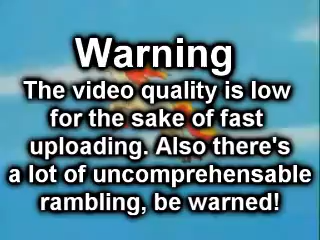 Warning
The video quality is low
for the sake of fast
uploading. Also there's
a lot of uncomprehensable
rambling, be warned!